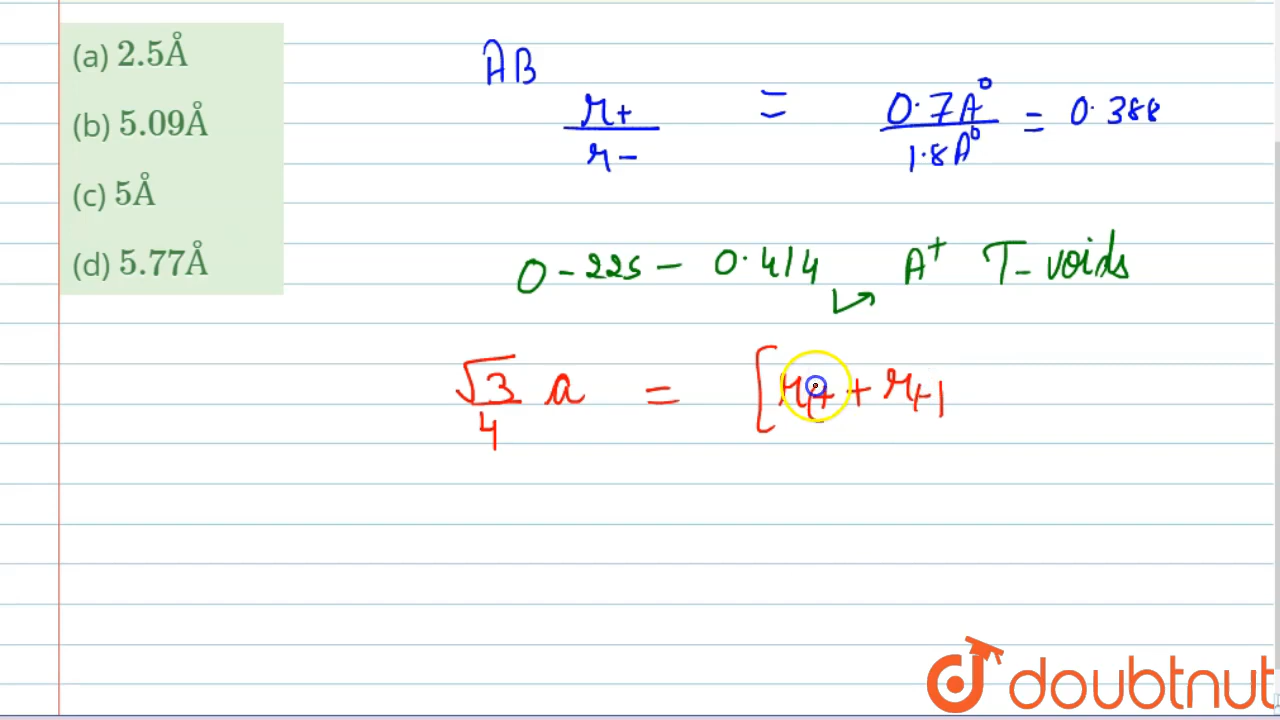 (a) 2.5Å
(b) 5.09Å
(c) 5Å
(d) 5.77Å
AB
r+/r- = 0.7A°/1.8A° = 0.388
0-225 - 0.414 A+ T-voids
√3/4 a = [r+ + r-1
doubtnut